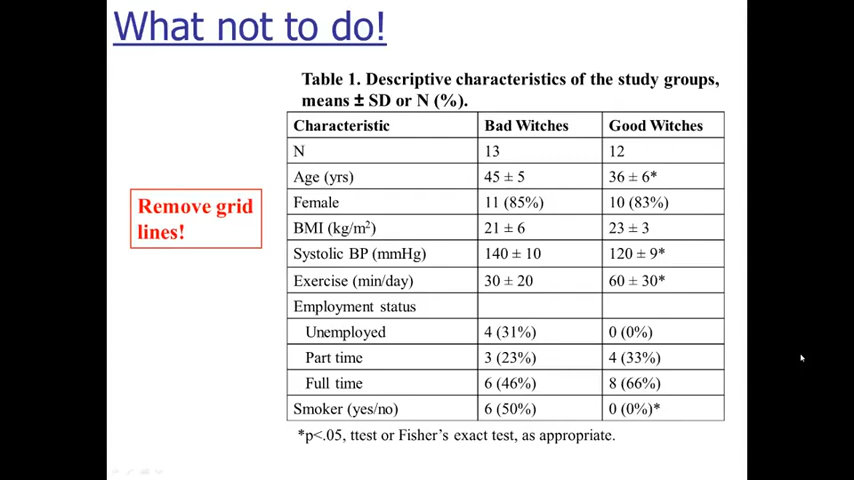 What not to do!
Table 1. Descriptive characteristics of the study groups,
means ± SD or N (%).
Characteristic Bad Witches Good Witches
N 13 12
Age (yrs) 45 ± 5 36 ± 6*
Female 11 (85%) 10 (83%)
Remove grid
lines!
BMI (kg/m²) 21 ± 6 23 ± 3
Systolic BP (mmHg) 140 ± 10 120 ± 9*
Exercise (min/day) 30 ± 20 60 ± 30*
Employment status
Unemployed 4 (31%) 0 (0%)
Part time 3 (23%) 4 (33%)
Full time 6 (46%) 8 (66%)
Smoker (yes/no) 6 (50%) 0 (0%)*
*p<.05, ttest or Fisher’s exact test, as appropriate.